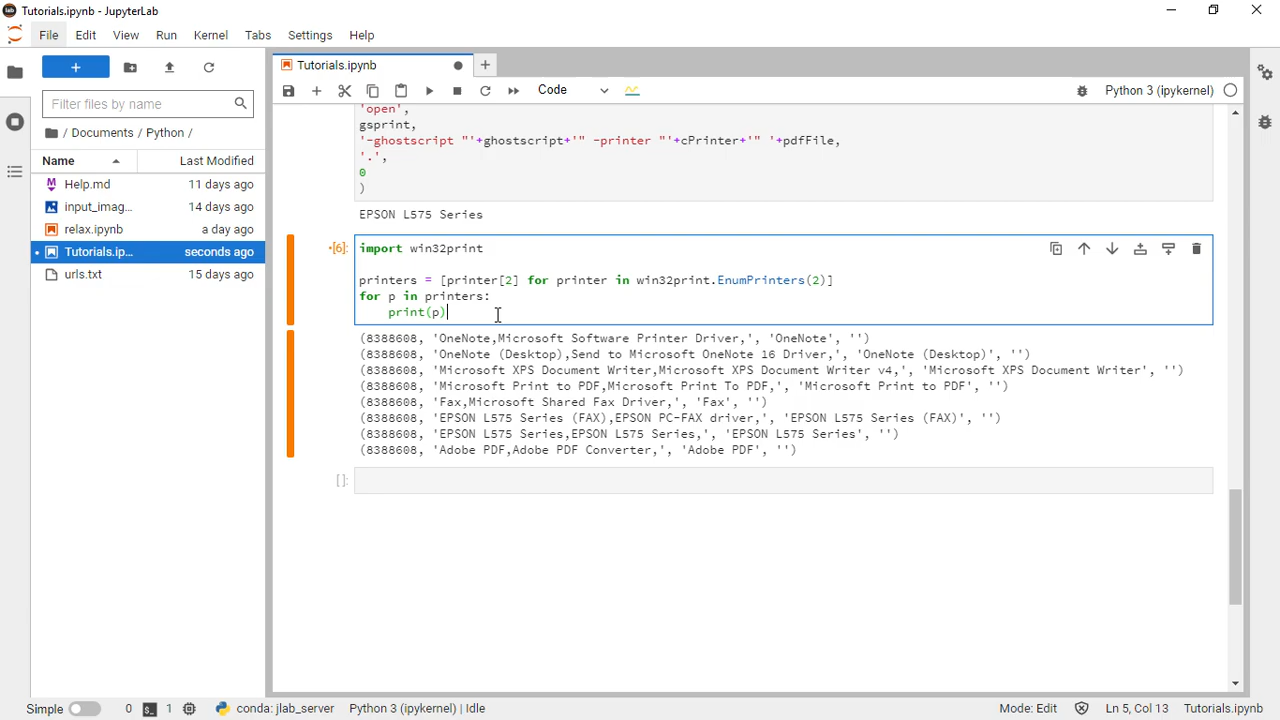 Tutorials.ipynb - JupyterLab
File Edit View Run Kernel Tabs Settings Help
Tutorials.ipynb
Filter files by name
Code
Python 3 (ipykernel)
/ Documents / Python /
Name Last Modified
Help.md 11 days ago
input_imag... 14 days ago
relax.ipynb a day ago
Tutorials.ip... seconds ago
urls.txt 15 days ago
'open',
gsprint,
'-ghostscript "'+ghostscript+'" -printer "'+cPrinter+'" '+pdfFile,
'.',
0
)
EPSON L575 Series
[6]:
import win32print
printers = [printer[2] for printer in win32print.EnumPrinters(2)]
for p in printers:
print(p)
(8388608, 'OneNote,Microsoft Software Printer Driver,', 'OneNote', '')
(8388608, 'OneNote (Desktop),Send to Microsoft OneNote 16 Driver,', 'OneNote (Desktop)', '')
(8388608, 'Microsoft XPS Document Writer,Microsoft XPS Document Writer v4,', 'Microsoft XPS Document Writer', '')
(8388608, 'Microsoft Print to PDF,Microsoft Print To PDF,', 'Microsoft Print to PDF', '')
(8388608, 'Fax,Microsoft Shared Fax Driver,', 'Fax', '')
(8388608, 'EPSON L575 Series (FAX),EPSON PC-FAX driver,', 'EPSON L575 Series (FAX)', '')
(8388608, 'EPSON L575 Series,EPSON L575 Series,', 'EPSON L575 Series', '')
(8388608, 'Adobe PDF,Adobe PDF Converter,', 'Adobe PDF', '')
[]:
Simple 0 1 conda: jlab_server Python 3 (ipykernel) | Idle Mode: Edit Ln 5, Col 13 Tutorials.ipynb